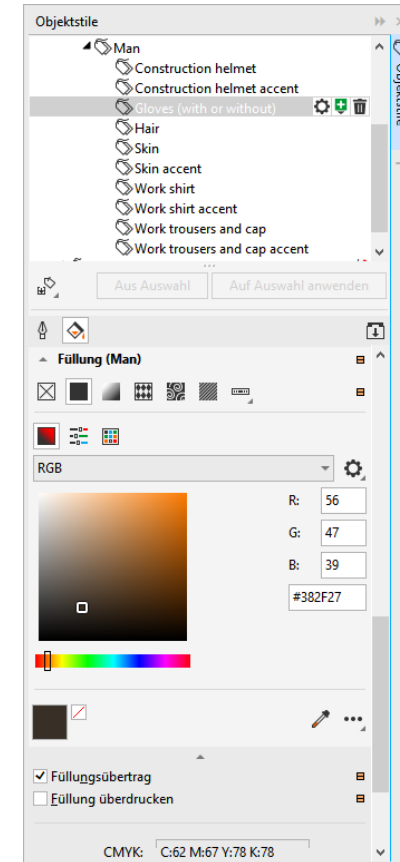 Objektstile
Objektstile
Man
Construction helmet
Construction helmet accent
Gloves (with or without)
Hair
Skin
Skin accent
Work shirt
Work shirt accent
Work trousers and cap
Work trousers and cap accent
Aus Auswahl
Auf Auswahl anwenden
Füllung (Man)
RGB
R: 56
G: 47
B: 39
#382F27
Füllungsübertrag
Füllung überdrucken
CMYK: C:62 M:67 Y:78 K:78